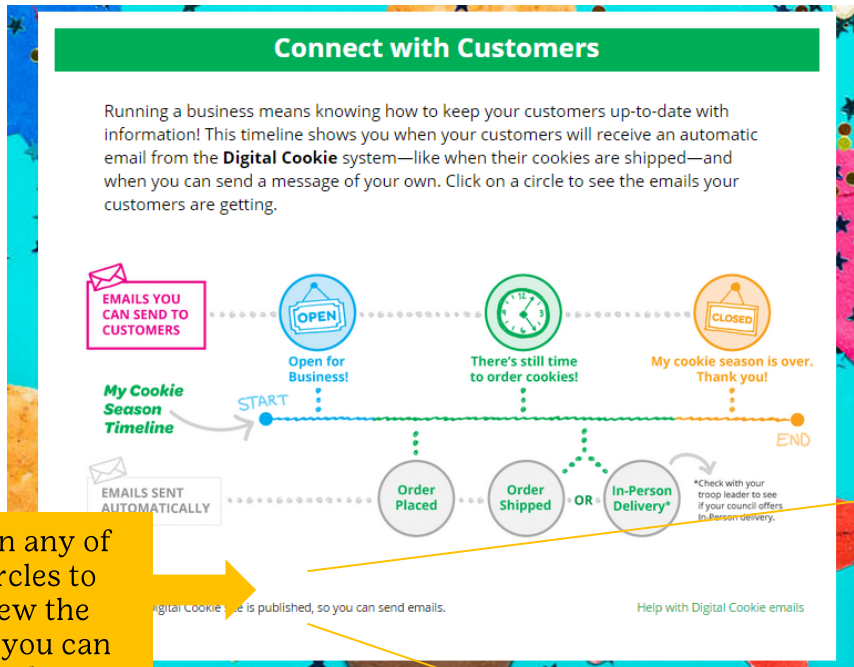 Connect with Customers
Running a business means knowing how to keep your customers up-to-date with
information! This timeline shows you when your customers will receive an automatic
email from the Digital Cookie system—like when their cookies are shipped—and
when you can send a message of your own. Click on a circle to see the emails your
customers are getting.
EMAILS YOU
CAN SEND TO
CUSTOMERS
OPEN
CLOSED
12
3
6
9
Open for
Business!
There's still time
to order cookies!
My cookie season is over.
Thank you!
My Cookie
Season
Timeline
START
END
EMAILS SENT
AUTOMATICALLY
Order
Placed
Order
Shipped
OR
In-Person
Delivery*
*Check with your
troop leader to see
if your council offers
In-Person delivery.
n any of
rcles to
ew the
you can
Digital Cookie site is published, so you can send emails.
Help with Digital Cookie emails